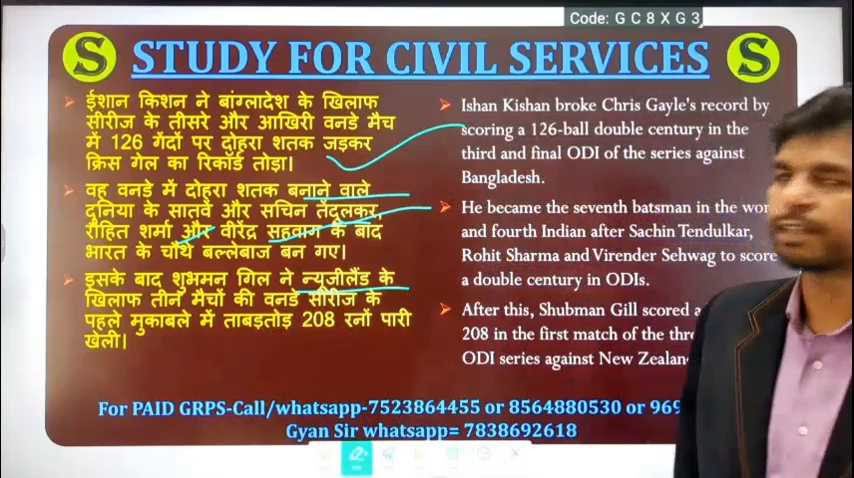 Code: G C 8 X G 3
S STUDY FOR CIVIL SERVICES S
➤ ईशान किशन ने बांग्लादेश के खिलाफ
सीरीज के तीसरे और आखिरी वनडे मैच
में 126 गेंदों पर दोहरा शतक जड़कर
क्रिस गेल का रिकॉर्ड तोड़ा।
➤ वह वनडे में दोहरा शतक बनाने वाले
दुनिया के सातवें और सचिन तेंदुलकर,
रोहित शर्मा और वीरेंद्र सहवाग के बाद
भारत के चौथे बल्लेबाज बन गए।
➤ इसके बाद शुभमन गिल ने न्यूजीलैंड के
खिलाफ तीन मैचों की वनडे सीरीज के
पहले मुकाबले में ताबड़तोड़ 208 रनों पारी
खेली।
➤ Ishan Kishan broke Chris Gayle's record by
scoring a 126-ball double century in the
third and final ODI of the series against
Bangladesh.
➤ He became the seventh batsman in the
and fourth Indian after Sachin Tendulkar,
Rohit Sharma and Virender Sehwag to score
a double century in ODIs.
➤ After this, Shubman Gill scored
208 in the first match of the
ODI series against
For PAID GRPS-Call/whatsapp-7523864455 or 8564880530 or
Gyan Sir whatsapp= 7838692618